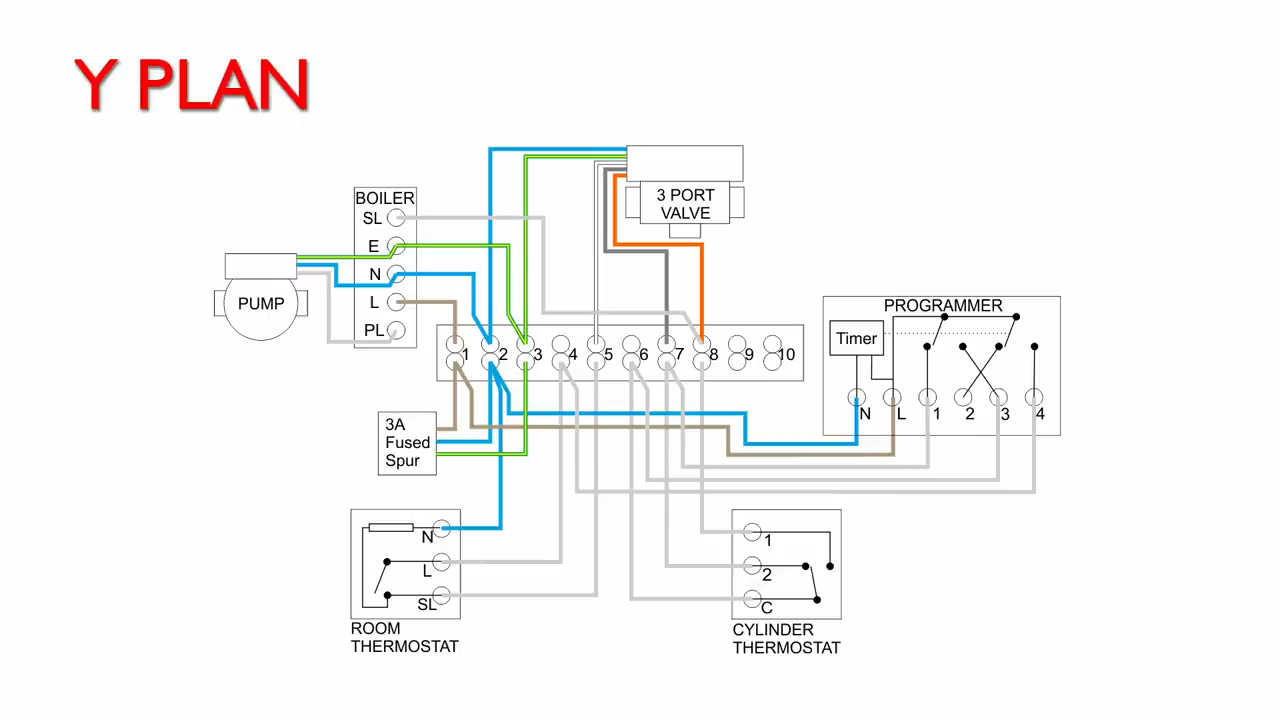 Y PLAN
BOILER
SL
E
N
L
PL
PUMP
3 PORT
VALVE
PROGRAMMER
Timer
N
L
1
2
3
4
1
2
3
4
5
6
7
8
9
10
3A
Fused
Spur
N
L
SL
ROOM
THERMOSTAT
1
2
C
CYLINDER
THERMOSTAT